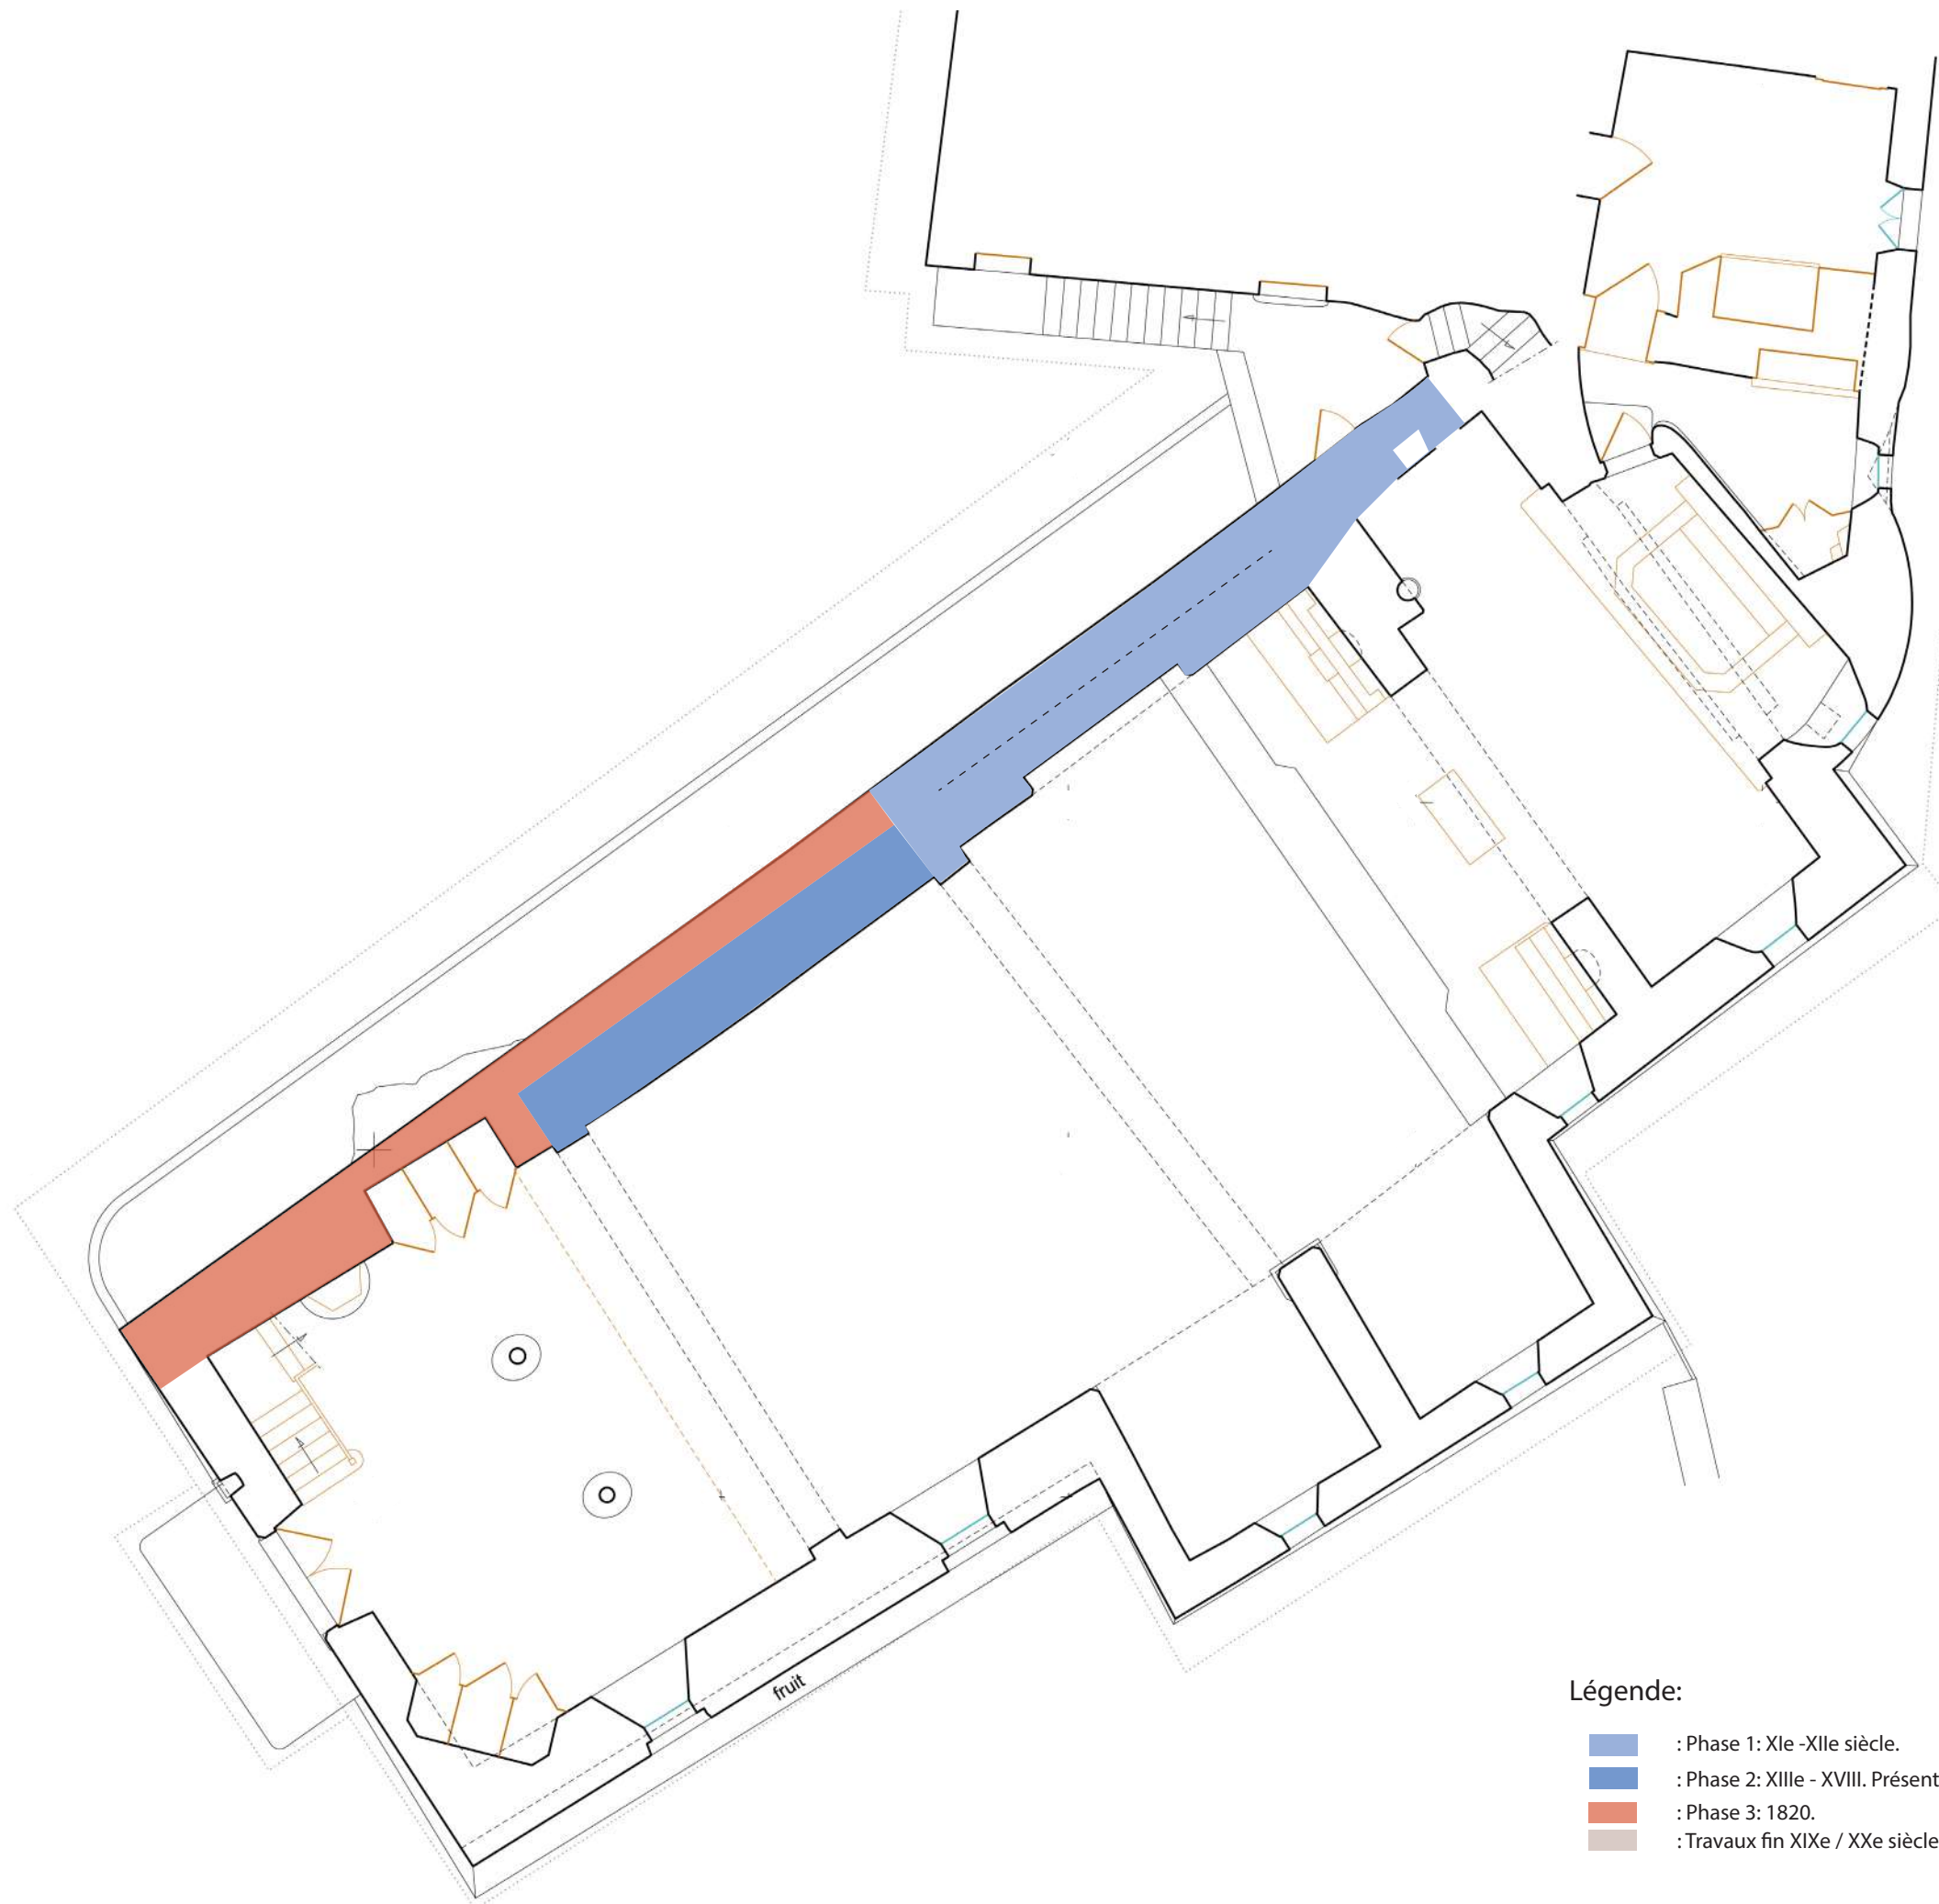 fruit
Légende:
: Phase 1: XIe -XIIe siècle.
: Phase 2: XIIIe - XVIII. Présent
: Phase 3: 1820.
: Travaux fin XIXe / XXe siècle